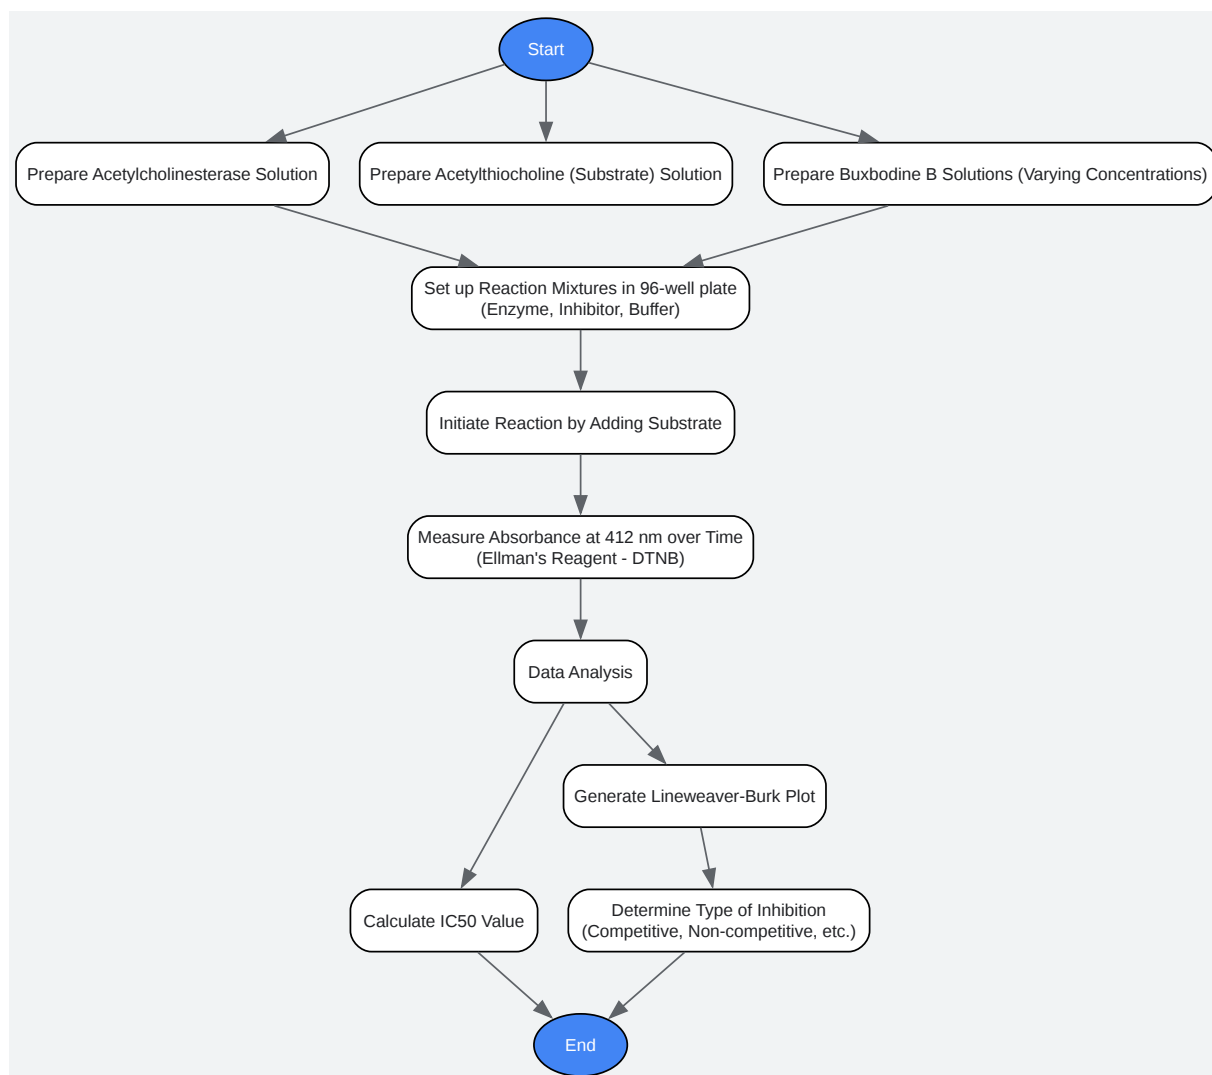 Start
Prepare Acetylcholinesterase Solution
Prepare Acetylthiocholine (Substrate) Solution
Prepare Buxbodine B Solutions (Varying Concentrations)
Set up Reaction Mixtures in 96-well plate
(Enzyme, Inhibitor, Buffer)
Initiate Reaction by Adding Substrate
Measure Absorbance at 412 nm over Time
(Ellman's Reagent - DTNB)
Data Analysis
Generate Lineweaver-Burk Plot
Calculate IC50 Value
Determine Type of Inhibition
(Competitive, Non-competitive, etc.)
End